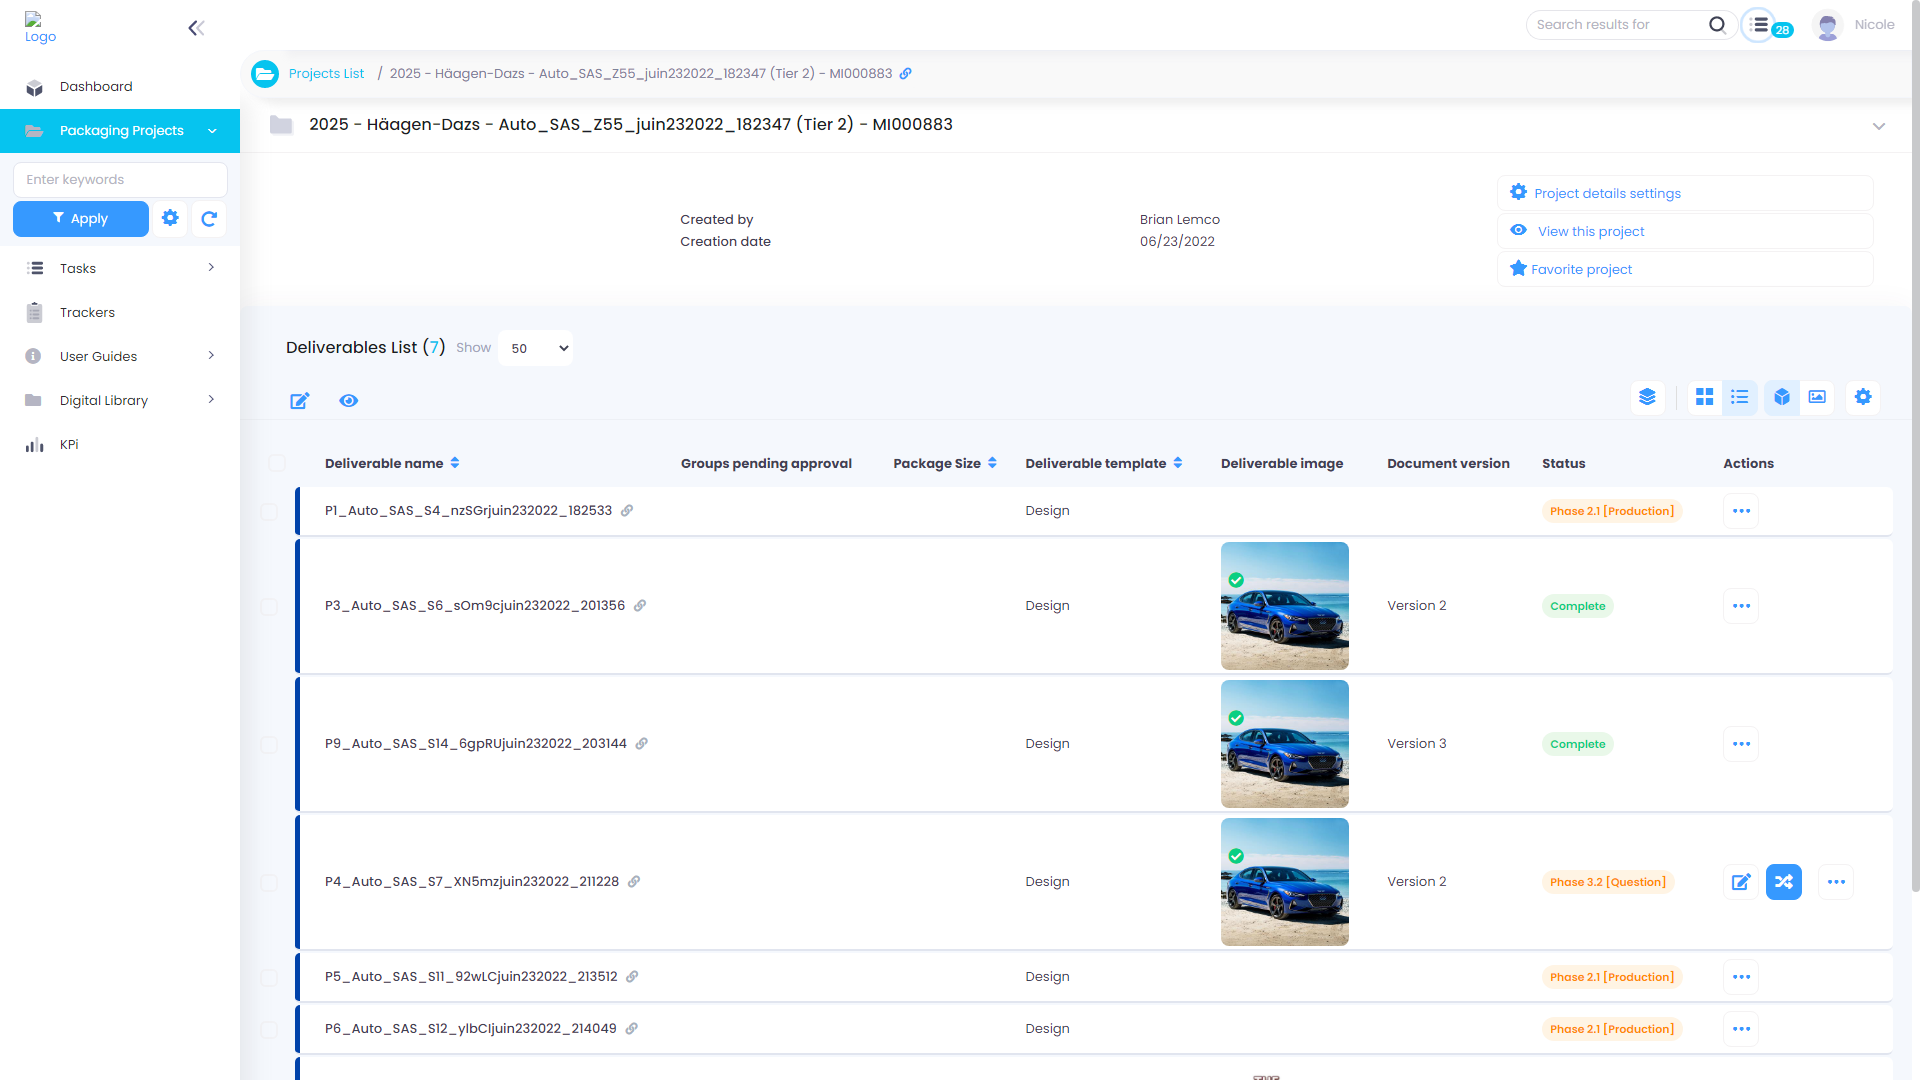 Logo
Search results for
28
Nicole
Dashboard
Packaging Projects
Enter keywords
Apply
Tasks
Trackers
User Guides
Digital Library
KPi
Projects List / 2025 - Häagen-Dazs - Auto_SAS_Z55_juin232022_182347 (Tier 2) - MI000883
2025 - Häagen-Dazs - Auto_SAS_Z55_juin232022_182347 (Tier 2) - MI000883
Created by Brian Lemco
Creation date 06/23/2022
Project details settings
View this project
Favorite project
Deliverables List (7) Show 50
Deliverable name Groups pending approval Package Size Deliverable template Deliverable image Document version Status Actions
P1_Auto_SAS_S4_nzSGrjuin232022_182533 Design Phase 2.1 [Production]
P3_Auto_SAS_S6_sOm9cjuin232022_201356 Design Version 2 Complete
P9_Auto_SAS_S14_6gpRUjuin232022_203144 Design Version 3 Complete
P4_Auto_SAS_S7_XN5mzjuin232022_211228 Design Version 2 Phase 3.2 [Question]
P5_Auto_SAS_S11_92wLCjuin232022_213512 Design Phase 2.1 [Production]
P6_Auto_SAS_S12_ylbCIjuin232022_214049 Design Phase 2.1 [Production]